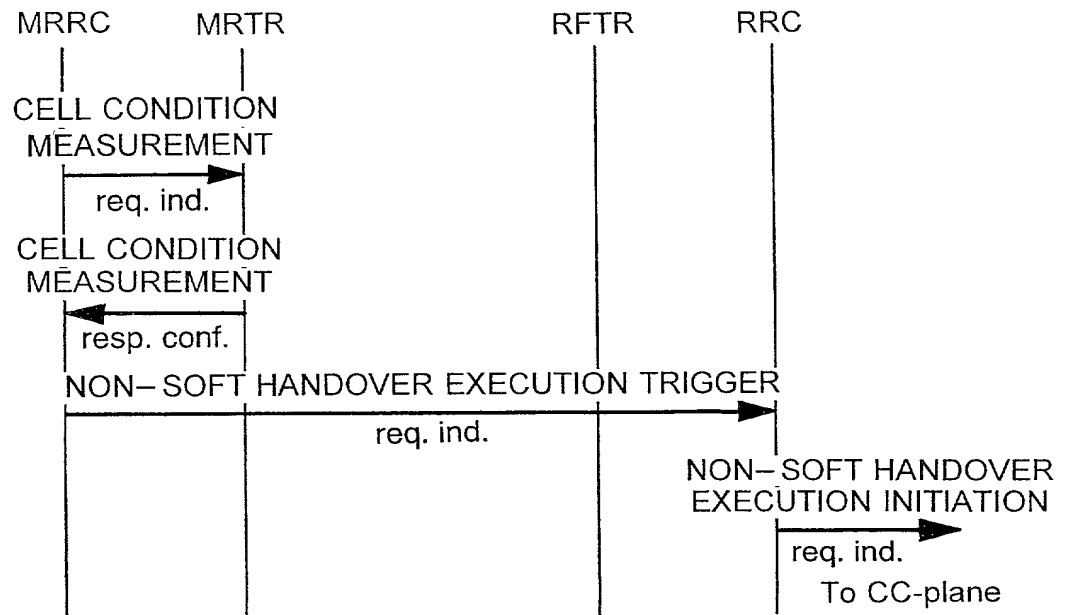 MRRC MRTR RFTR RRC
CELL CONDITION
MEASUREMENT
req. ind.
CELL CONDITION
MEASUREMENT
resp. conf.
NON–SOFT HANDOVER EXECUTION TRIGGER
req. ind.
NON–SOFT HANDOVER
EXECUTION INITIATION
req. ind.
To CC-plane